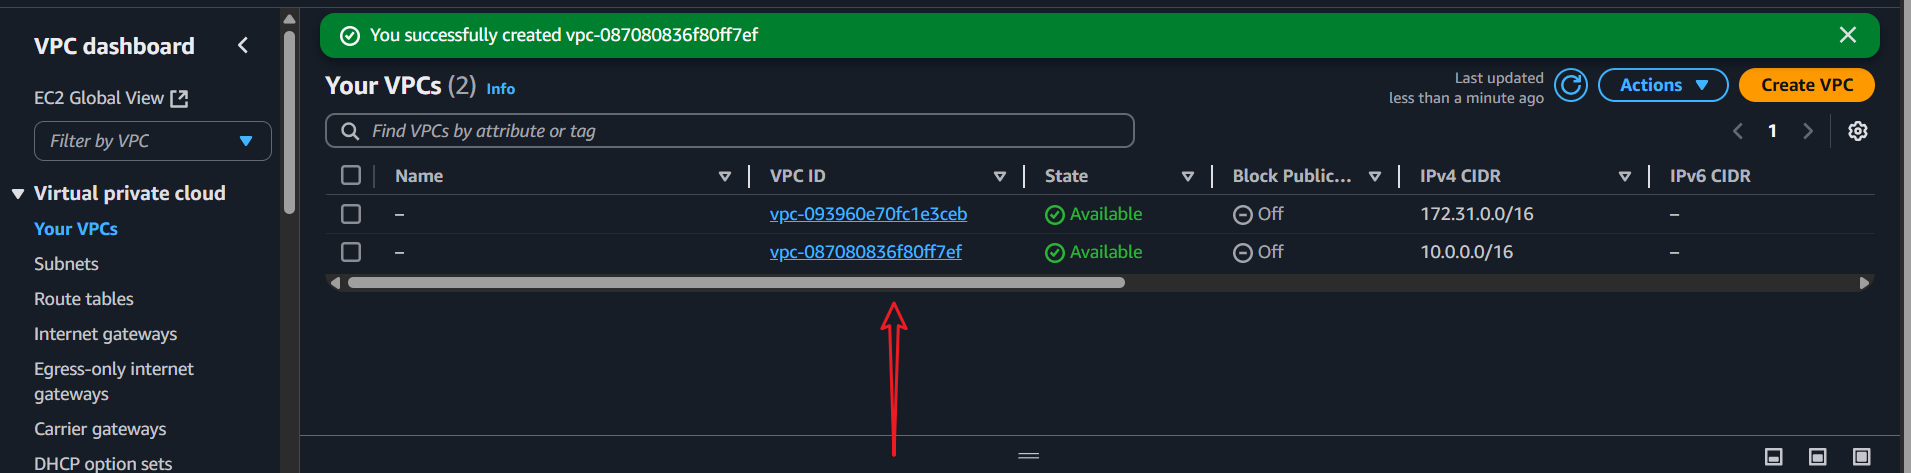 You successfully created vpc-087080836f80ff7ef
VPC dashboard
EC2 Global View
Filter by VPC
Virtual private cloud
Your VPCs
Subnets
Route tables
Internet gateways
Egress-only internet
gateways
Carrier gateways
DHCP option sets
Your VPCs (2) Info
Last updated
less than a minute ago
Actions
Create VPC
Find VPCs by attribute or tag
1
Name VPC ID State Block Public... IPv4 CIDR IPv6 CIDR
– vpc-093960e70fc1e3ceb Available Off 172.31.0.0/16 –
– vpc-087080836f80ff7ef Available Off 10.0.0.0/16 –